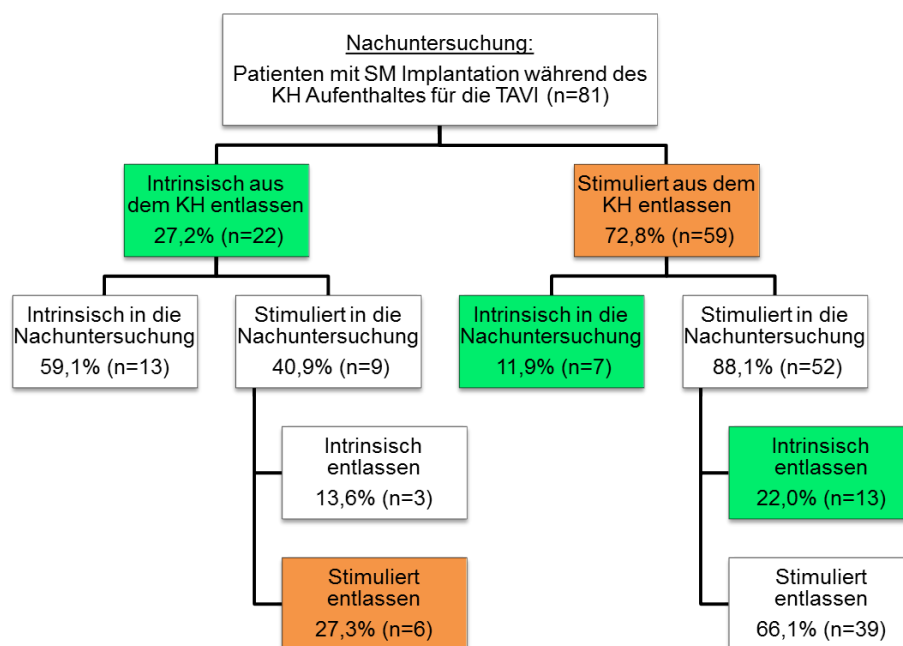 Nachuntersuchung:
Patienten mit SM Implantation während des
KH Aufenthaltes für die TAVI (n=81)
Intrinsisch aus
dem KH entlassen
27,2% (n=22)
Stimuliert aus dem
KH entlassen
72,8% (n=59)
Intrinsisch in die
Nachuntersuchung
59,1% (n=13)
Stimuliert in die
Nachuntersuchung
40,9% (n=9)
Intrinsisch in die
Nachuntersuchung
11,9% (n=7)
Stimuliert in die
Nachuntersuchung
88,1% (n=52)
Intrinsisch
entlassen
13,6% (n=3)
Intrinsisch
entlassen
22,0% (n=13)
Stimuliert
entlassen
27,3% (n=6)
Stimuliert
entlassen
66,1% (n=39)